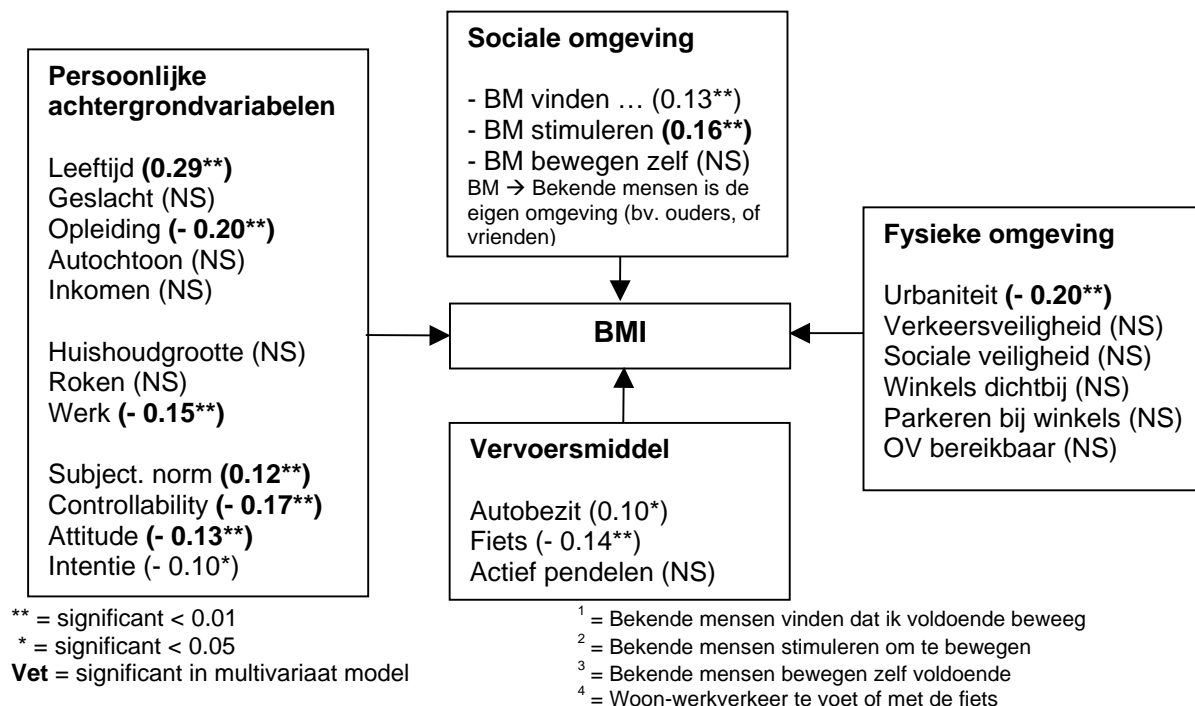 Persoonlijke
achtergrondvariabelen
Leeftijd (0.29**)
Geslacht (NS)
Opleiding (- 0.20**)
Autochtoon (NS)
Inkomen (NS)
Huishoudgrootte (NS)
Roken (NS)
Werk (- 0.15**)
Subject. norm (0.12**)
Controllability (- 0.17**)
Attitude (- 0.13**)
Intentie (- 0.10*)
Sociale omgeving
- BM vinden … (0.13**)
- BM stimuleren (0.16**)
- BM bewegen zelf (NS)
BM → Bekende mensen is de
eigen omgeving (bv. ouders, of
vrienden)
BMI
Vervoersmiddel
Autobezit (0.10*)
Fiets (- 0.14**)
Actief pendelen (NS)
Fysieke omgeving
Urbaniteit (- 0.20**)
Verkeersveiligheid (NS)
Sociale veiligheid (NS)
Winkels dichtbij (NS)
Parkeren bij winkels (NS)
OV bereikbaar (NS)
** = significant < 0.01
* = significant < 0.05
Vet = significant in multivariaat model
1 = Bekende mensen vinden dat ik voldoende beweeg
2 = Bekende mensen stimuleren om te bewegen
3 = Bekende mensen bewegen zelf voldoende
4 = Woon-werkverkeer te voet of met de fiets